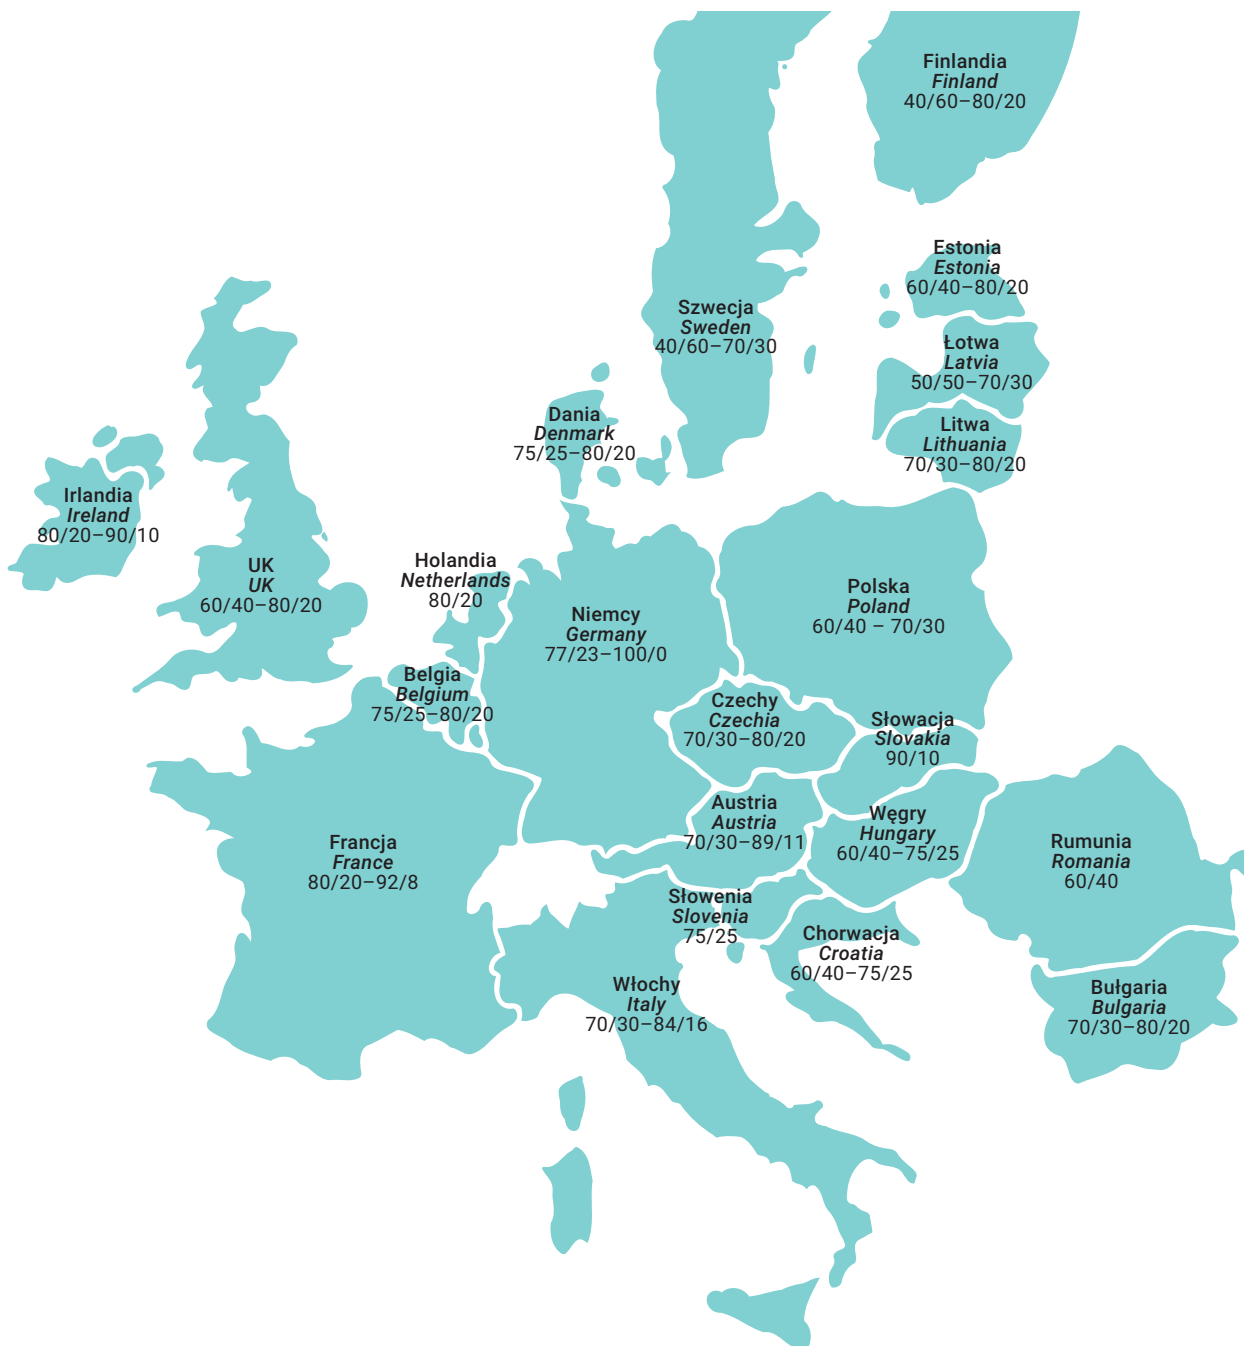 Finlandia
Finland
40/60–80/20
Estonia
Estonia
60/40–80/20
Szwecja
Sweden
40/60–70/30
Łotwa
Latvia
50/50–70/30
Dania
Denmark
75/25–80/20
Litwa
Lithuania
70/30–80/20
Irlandia
Ireland
80/20–90/10
UK
UK
60/40–80/20
Holandia
Netherlands
80/20
Niemcy
Germany
77/23–100/0
Polska
Poland
60/40 – 70/30
Belgia
Belgium
75/25–80/20
Czechy
Czechia
70/30–80/20
Słowacja
Slovakia
90/10
Austria
Austria
70/30–89/11
Węgry
Hungary
60/40–75/25
Francja
France
80/20–92/8
Rumunia
Romania
60/40
Słowenia
Slovenia
75/25
Chorwacja
Croatia
60/40–75/25
Włochy
Italy
70/30–84/16
Bułgaria
Bulgaria
70/30–80/20